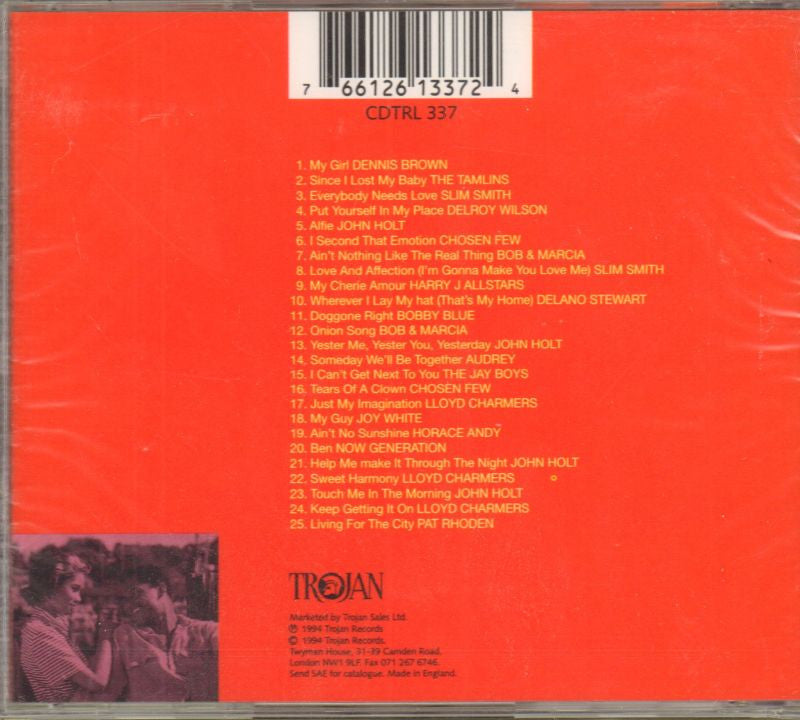 7 66126 13372 4
CDTRL 337
1. My Girl DENNIS BROWN
2. Since I Lost My Baby THE TAMLINS
3. Everybody Needs Love SLIM SMITH
4. Put Yourself In My Place DELROY WILSON
5. Alfie JOHN HOLT
6. I Second That Emotion CHOSEN FEW
7. Ain't Nothing Like The Real Thing BOB & MARCIA
8. Love And Affection (I'm Gonna Make You Love Me) SLIM SMITH
9. My Cherie Amour HARRY J ALLSTARS
10. Wherever I Lay My hat (That's My Home) DELANO STEWART
11. Doggone Right BOBBY BLUE
12. Onion Song BOB & MARCIA
13. Yester Me, Yester You, Yesterday JOHN HOLT
14. Someday We'll Be Together AUDREY
15. I Can't Get Next To You THE JAY BOYS
16. Tears Of A Clown CHOSEN FEW
17. Just My Imagination LLOYD CHARMERS
18. My Guy JOY WHITE
19. Ain't No Sunshine HORACE ANDY
20. Ben NOW GENERATION
21. Help Me make It Through The Night JOHN HOLT
22. Sweet Harmony LLOYD CHARMERS
23. Touch Me In The Morning JOHN HOLT
24. Keep Getting It On LLOYD CHARMERS
25. Living For The City PAT RHODEN
TROJAN
Marketed by Trojan Sales Ltd.
℗ 1994 Trojan Records
© 1994 Trojan Records.
Twyman House, 31-39 Camden Road,
London NW1 9LF. Fax 071 267 6746.
Send SAE for catalogue. Made in England.